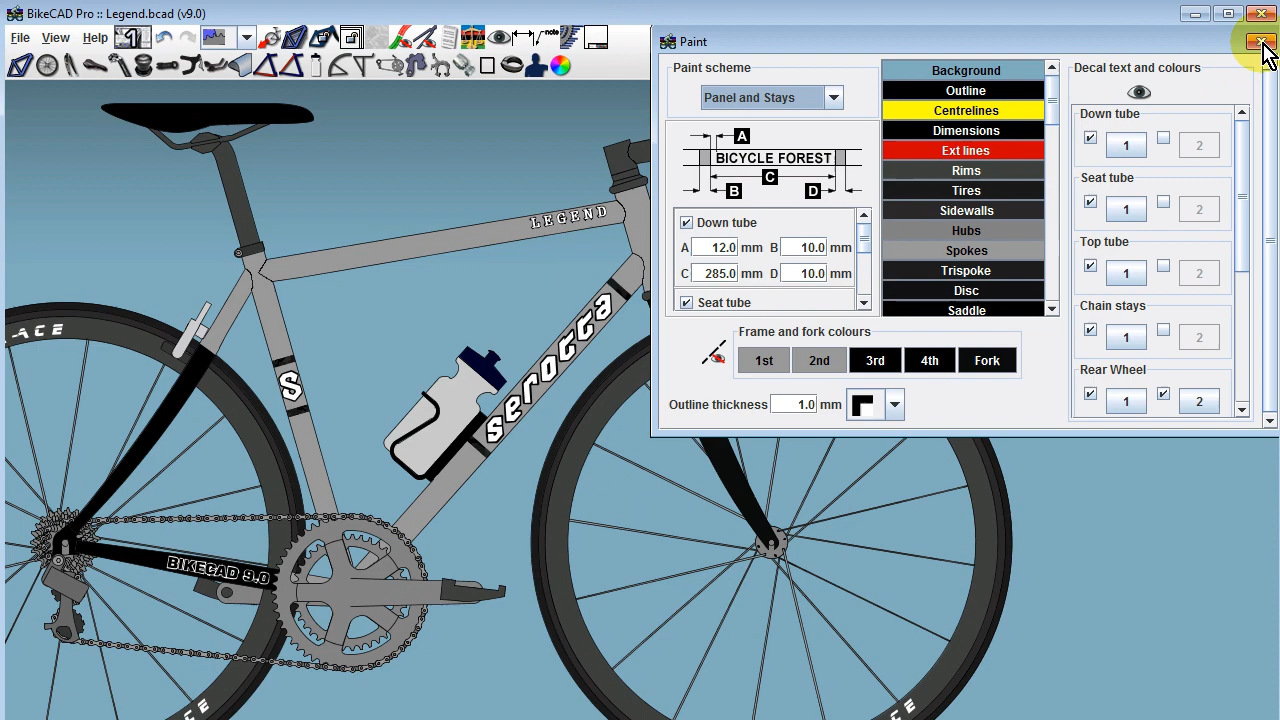 BikeCAD Pro :: Legend.bcad (v9.0)
File View Help
note
Paint
Paint scheme
Panel and Stays
A
BICYCLE FOREST
C
B
D
Down tube
A 12.0 mm B 10.0 mm
C 285.0 mm D 10.0 mm
Seat tube
Background
Outline
Centrelines
Dimensions
Ext lines
Rims
Tires
Sidewalls
Hubs
Spokes
Trispoke
Disc
Saddle
Frame and fork colours
1st 2nd 3rd 4th Fork
Outline thickness 1.0 mm
Decal text and colours
Down tube
1 2
Seat tube
1 2
Top tube
1 2
Chain stays
1 2
Rear Wheel
1 2
LEGEND
serotta
S
BIKECAD 9.0
ACE
CE
CE